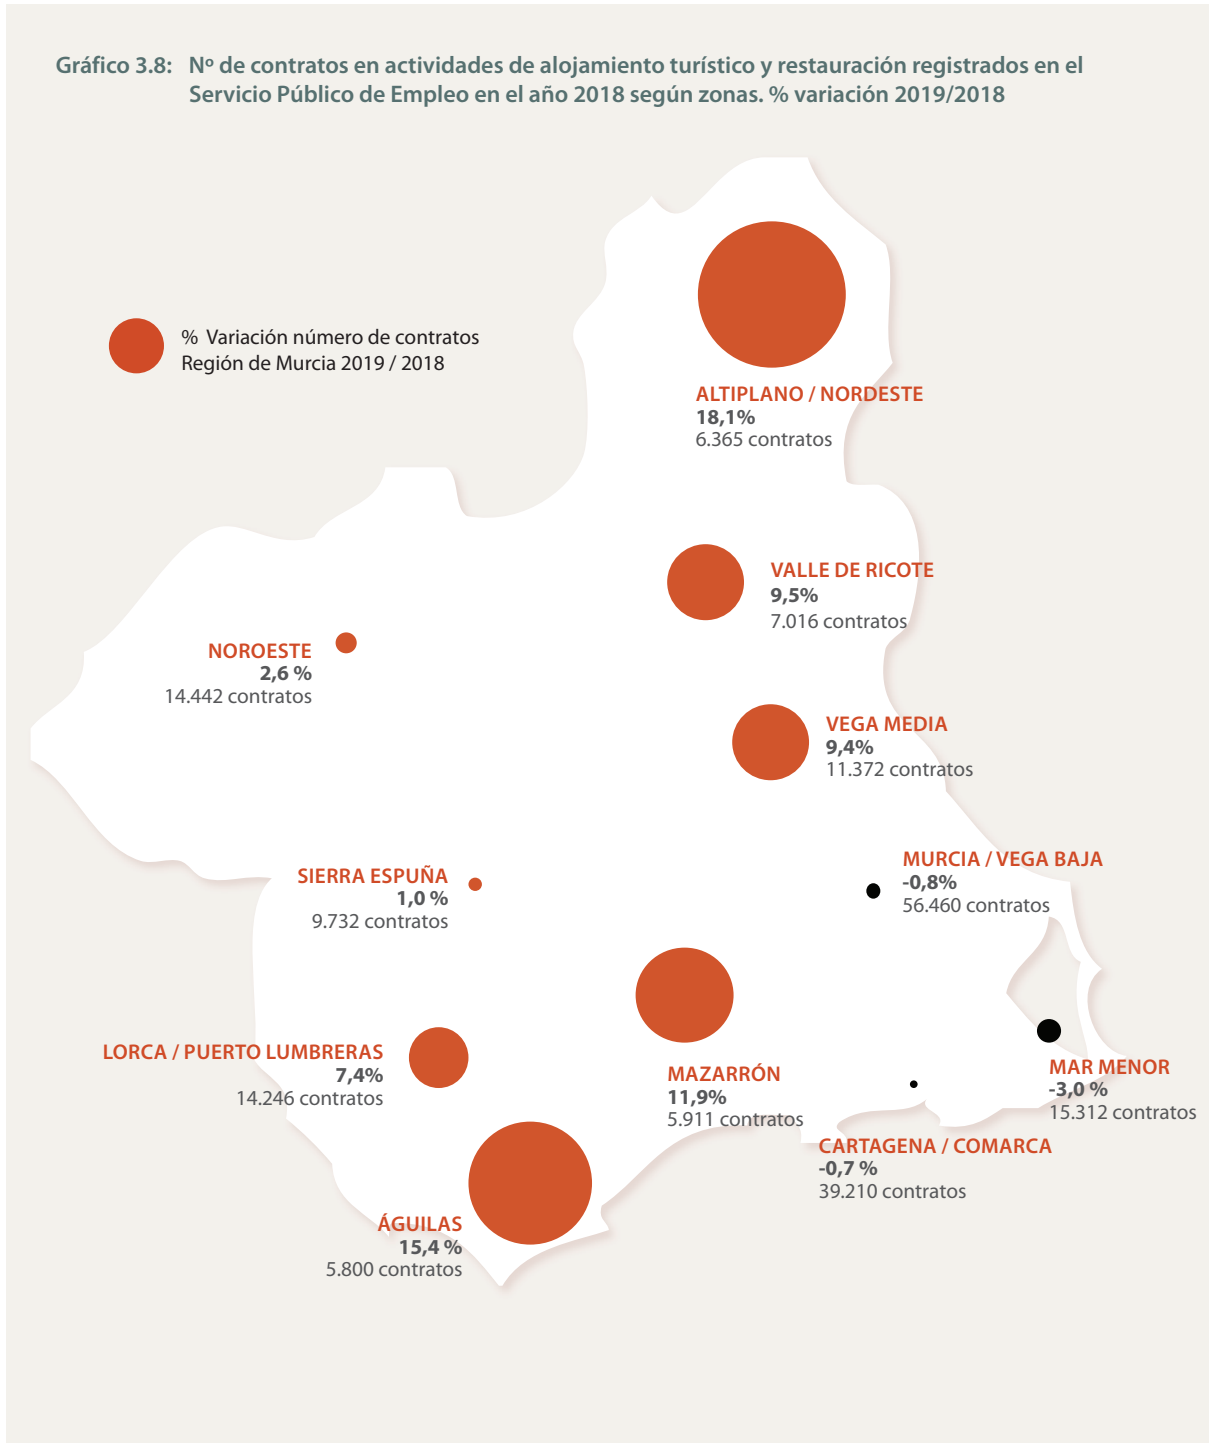 Gráfico 3.8: Nº de contratos en actividades de alojamiento turístico y restauración registrados en el
Servicio Público de Empleo en el año 2018 según zonas. % variación 2019/2018
% Variación número de contratos
Región de Murcia 2019 / 2018
ALTIPLANO / NORDESTE
18,1%
6.365 contratos
VALLE DE RICOTE
9,5%
7.016 contratos
NOROESTE
2,6 %
14.442 contratos
VEGA MEDIA
9,4%
11.372 contratos
SIERRA ESPUÑA
1,0 %
9.732 contratos
MURCIA / VEGA BAJA
-0,8%
56.460 contratos
LORCA / PUERTO LUMBRERAS
7,4%
14.246 contratos
MAZARRÓN
11,9%
5.911 contratos
MAR MENOR
-3,0 %
15.312 contratos
CARTAGENA / COMARCA
-0,7 %
39.210 contratos
ÁGUILAS
15,4 %
5.800 contratos